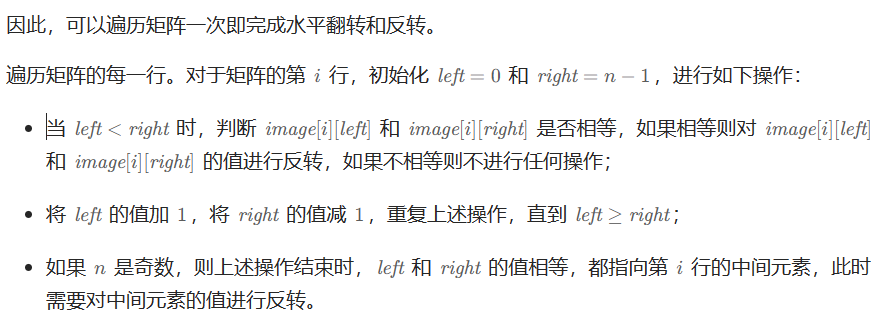 因此，可以遍历矩阵一次即完成水平翻转和反转。
遍历矩阵的每一行。对于矩阵的第 i 行，初始化 left = 0 和 right = n − 1，进行如下操作：
• 当 left < right 时，判断 image[i][left] 和 image[i][right] 是否相等，如果相等则对 image[i][left]
和 image[i][right] 的值进行反转，如果不相等则不进行任何操作；
• 将 left 的值加 1，将 right 的值减 1，重复上述操作，直到 left ≥ right；
• 如果 n 是奇数，则上述操作结束时，left 和 right 的值相等，都指向第 i 行的中间元素，此时
需要对中间元素的值进行反转。